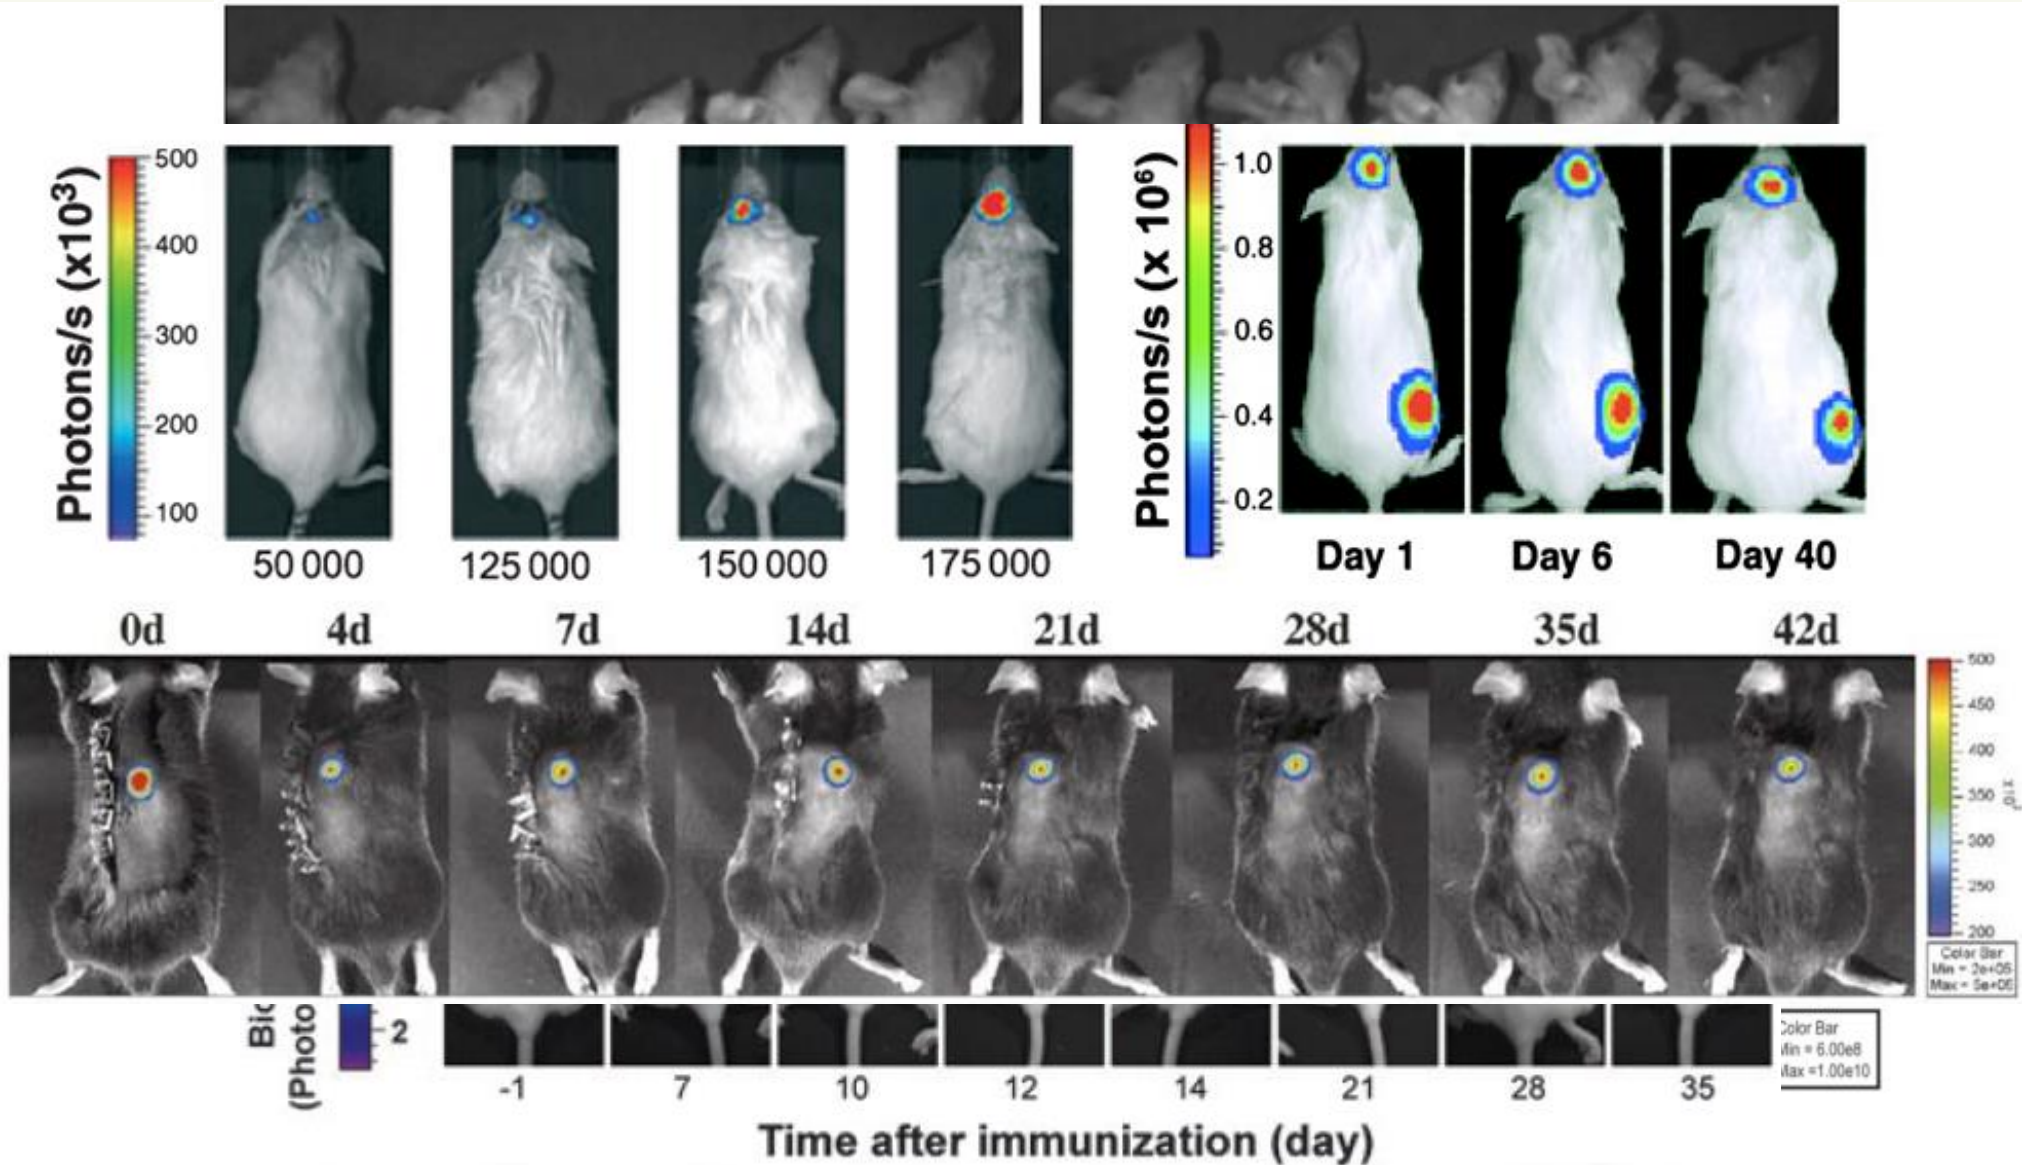 Photons/s (x10³)
500
400
300
200
100
50 000
125 000
150 000
175 000
Photons/s (x 10⁶)
1.0
0.8
0.6
0.4
0.2
Day 1
Day 6
Day 40
0d
4d
7d
14d
21d
28d
35d
42d
500
450
400
350
300
250
200
Color Bar
Min = 2e+05
Max = 5e+05
(Photo
2
-1
7
10
12
14
21
28
35
Color Bar
Min = 6.00e8
Max =1.00e10
Time after immunization (day)